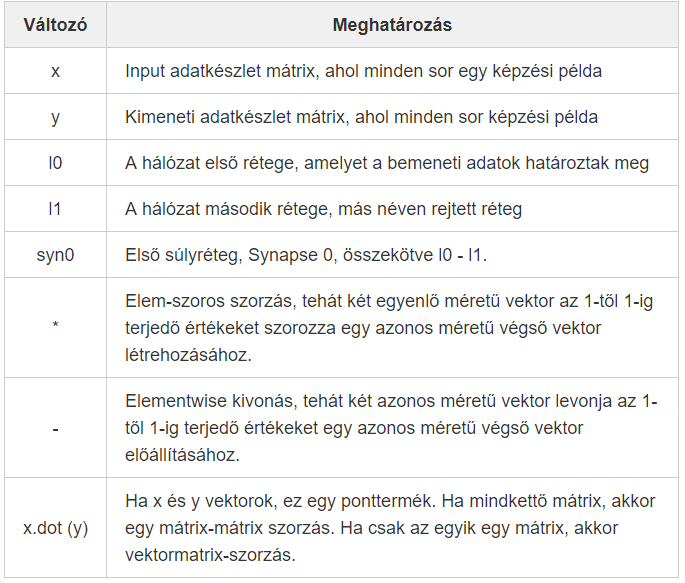 Változó Meghatározás
x Input adatkészlet mátrix, ahol minden sor egy képzési példa
y Kimeneti adatkészlet mátrix, ahol minden sor képzési példa
l0 A hálózat első rétege, amelyet a bemeneti adatok határoztak meg
l1 A hálózat második rétege, más néven rejtett réteg
syn0 Első súlyréteg, Synapse 0, összekötve l0 - l1.
* Elem-szoros szorzás, tehát két egyenlő méretű vektor az 1-től 1-ig
terjedő értékeket szorozza egy azonos méretű végső vektor
létrehozásához.
- Elementwise kivonás, tehát két azonos méretű vektor levonja az 1-
től 1-ig terjedő értékeket egy azonos méretű végső vektor
előállításához.
x.dot (y) Ha x és y vektorok, ez egy ponttermék. Ha mindkettő mátrix, akkor
egy mátrix-mátrix szorzás. Ha csak az egyik egy mátrix, akkor
vektormatrix-szorzás.